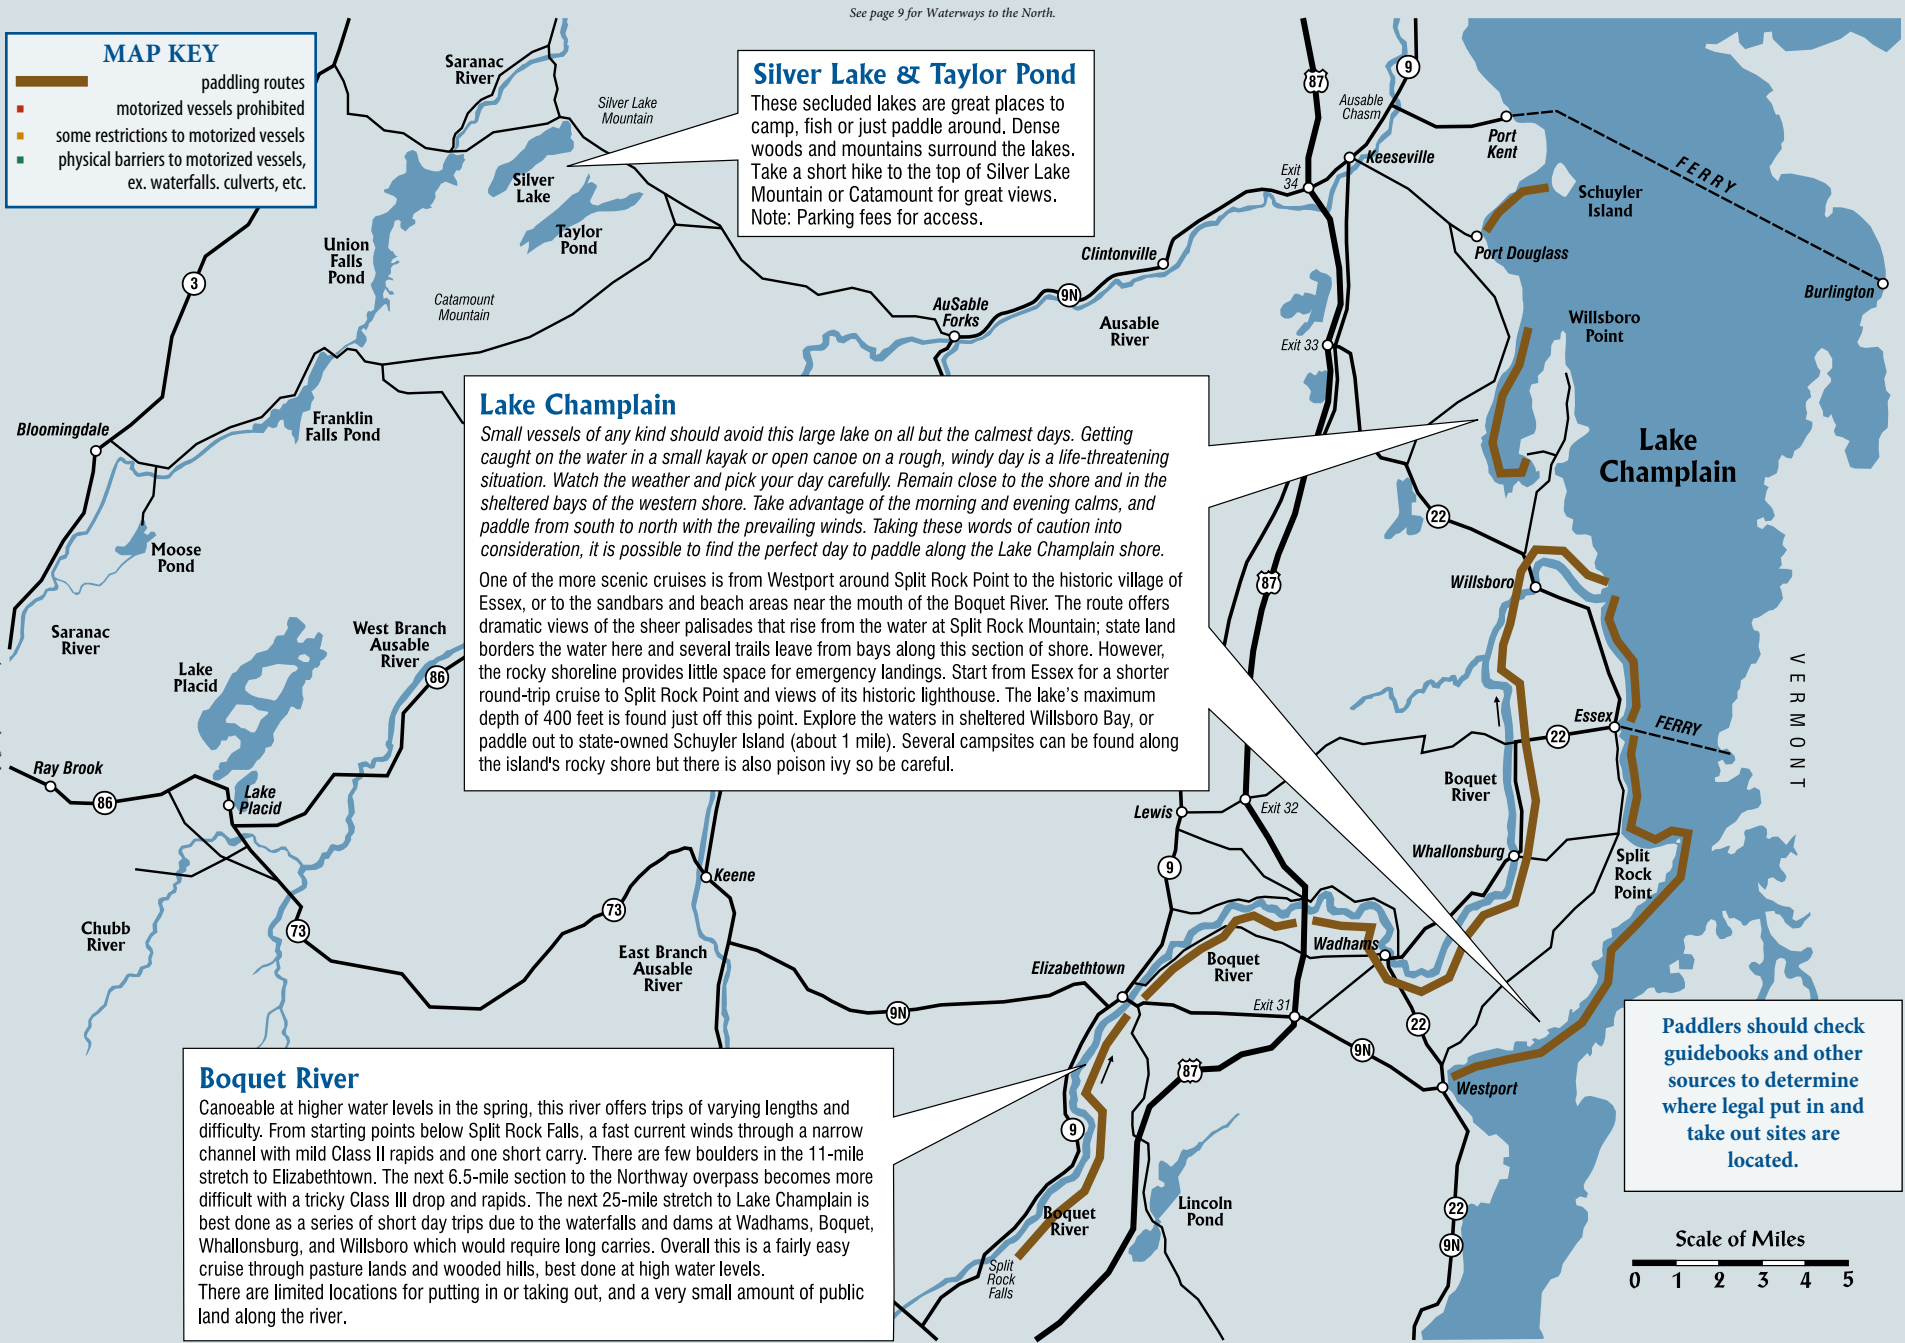 See page 9 for Waterways to the North.
MAP KEY
paddling routes
motorized vessels prohibited
some restrictions to motorized vessels
physical barriers to motorized vessels,
ex. waterfalls. culverts, etc.
Silver Lake & Taylor Pond
These secluded lakes are great places to
camp, fish or just paddle around. Dense
woods and mountains surround the lakes.
Take a short hike to the top of Silver Lake
Mountain or Catamount for great views.
Note: Parking fees for access.
Saranac
River
Silver Lake
Mountain
Silver
Lake
Taylor
Pond
Union
Falls
Pond
Catamount
Mountain
3
Franklin
Falls Pond
Bloomingdale
Moose
Pond
Saranac
River
AuSable
Forks
9N
Clintonville
Ausable
River
87
9
Ausable
Chasm
Port
Kent
Keeseville
Exit
34
FERRY
Schuyler
Island
Port Douglass
Burlington
Willsboro
Point
Exit 33
Lake
Champlain
Lake Champlain
Small vessels of any kind should avoid this large lake on all but the calmest days. Getting
caught on the water in a small kayak or open canoe on a rough, windy day is a life-threatening
situation. Watch the weather and pick your day carefully. Remain close to the shore and in the
sheltered bays of the western shore. Take advantage of the morning and evening calms, and
paddle from south to north with the prevailing winds. Taking these words of caution into
consideration, it is possible to find the perfect day to paddle along the Lake Champlain shore.
One of the more scenic cruises is from Westport around Split Rock Point to the historic village of
Essex, or to the sandbars and beach areas near the mouth of the Boquet River. The route offers
dramatic views of the sheer palisades that rise from the water at Split Rock Mountain; state land
borders the water here and several trails leave from bays along this section of shore. However,
the rocky shoreline provides little space for emergency landings. Start from Essex for a shorter
round-trip cruise to Split Rock Point and views of its historic lighthouse. The lake's maximum
depth of 400 feet is found just off this point. Explore the waters in sheltered Willsboro Bay, or
paddle out to state-owned Schuyler Island (about 1 mile). Several campsites can be found along
the island's rocky shore but there is also poison ivy so be careful.
22
87
Willsboro
VERMONT
Essex
FERRY
22
Boquet
River
Whallonsburg
Split
Rock
Point
West Branch
Ausable
River
86
Lake
Placid
Ray Brook
86
Lake
Placid
Chubb
River
73
73
Keene
East Branch
Ausable
River
9N
Lewis
Exit 32
9
Wadhams
Boquet
River
Elizabethtown
Exit 31
22
9N
87
Westport
9
Lincoln
Pond
Boquet
River
Split
Rock
Falls
22
9N
Boquet River
Canoeable at higher water levels in the spring, this river offers trips of varying lengths and
difficulty. From starting points below Split Rock Falls, a fast current winds through a narrow
channel with mild Class II rapids and one short carry. There are few boulders in the 11-mile
stretch to Elizabethtown. The next 6.5-mile section to the Northway overpass becomes more
difficult with a tricky Class III drop and rapids. The next 25-mile stretch to Lake Champlain is
best done as a series of short day trips due to the waterfalls and dams at Wadhams, Boquet,
Whallonsburg, and Willsboro which would require long carries. Overall this is a fairly easy
cruise through pasture lands and wooded hills, best done at high water levels.
There are limited locations for putting in or taking out, and a very small amount of public
land along the river.
Paddlers should check
guidebooks and other
sources to determine
where legal put in and
take out sites are
located.
Scale of Miles
0 1 2 3 4 5